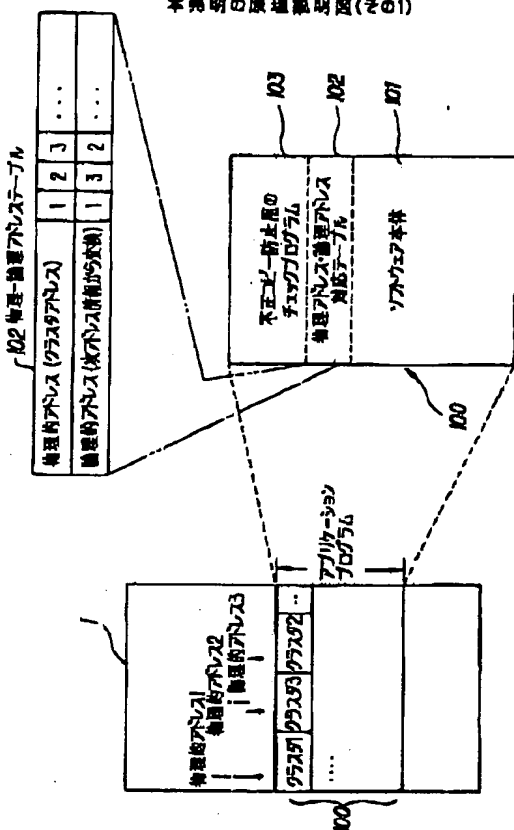 本発明の原理説明図(その1)
102 物理-論理アドレステーブル
物理的アドレス(クラスタアドレス) 1 2 3 ...
論理的アドレス(次アドレス情報から変換) 1 3 2 ...
不正コピー防止用の
チェックプログラム
103
物理アドレス・論理アドレス
対応テーブル
102
ソフトウェア本体
101
100
1
物理的アドレス1
物理的アドレス2
物理的アドレス3
クラスタ1 クラスタ3 クラスタ2 ..
....
アプリケーション
プログラム
100